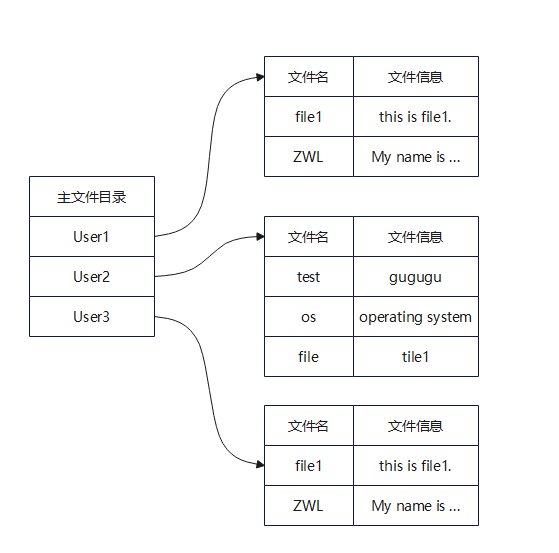 文件名 文件信息
file1 this is file1.
ZWL My name is ...
主文件目录
User1
User2
User3
文件名 文件信息
test gugugu
os operating system
file tile1
文件名 文件信息
file1 this is file1.
ZWL My name is ...